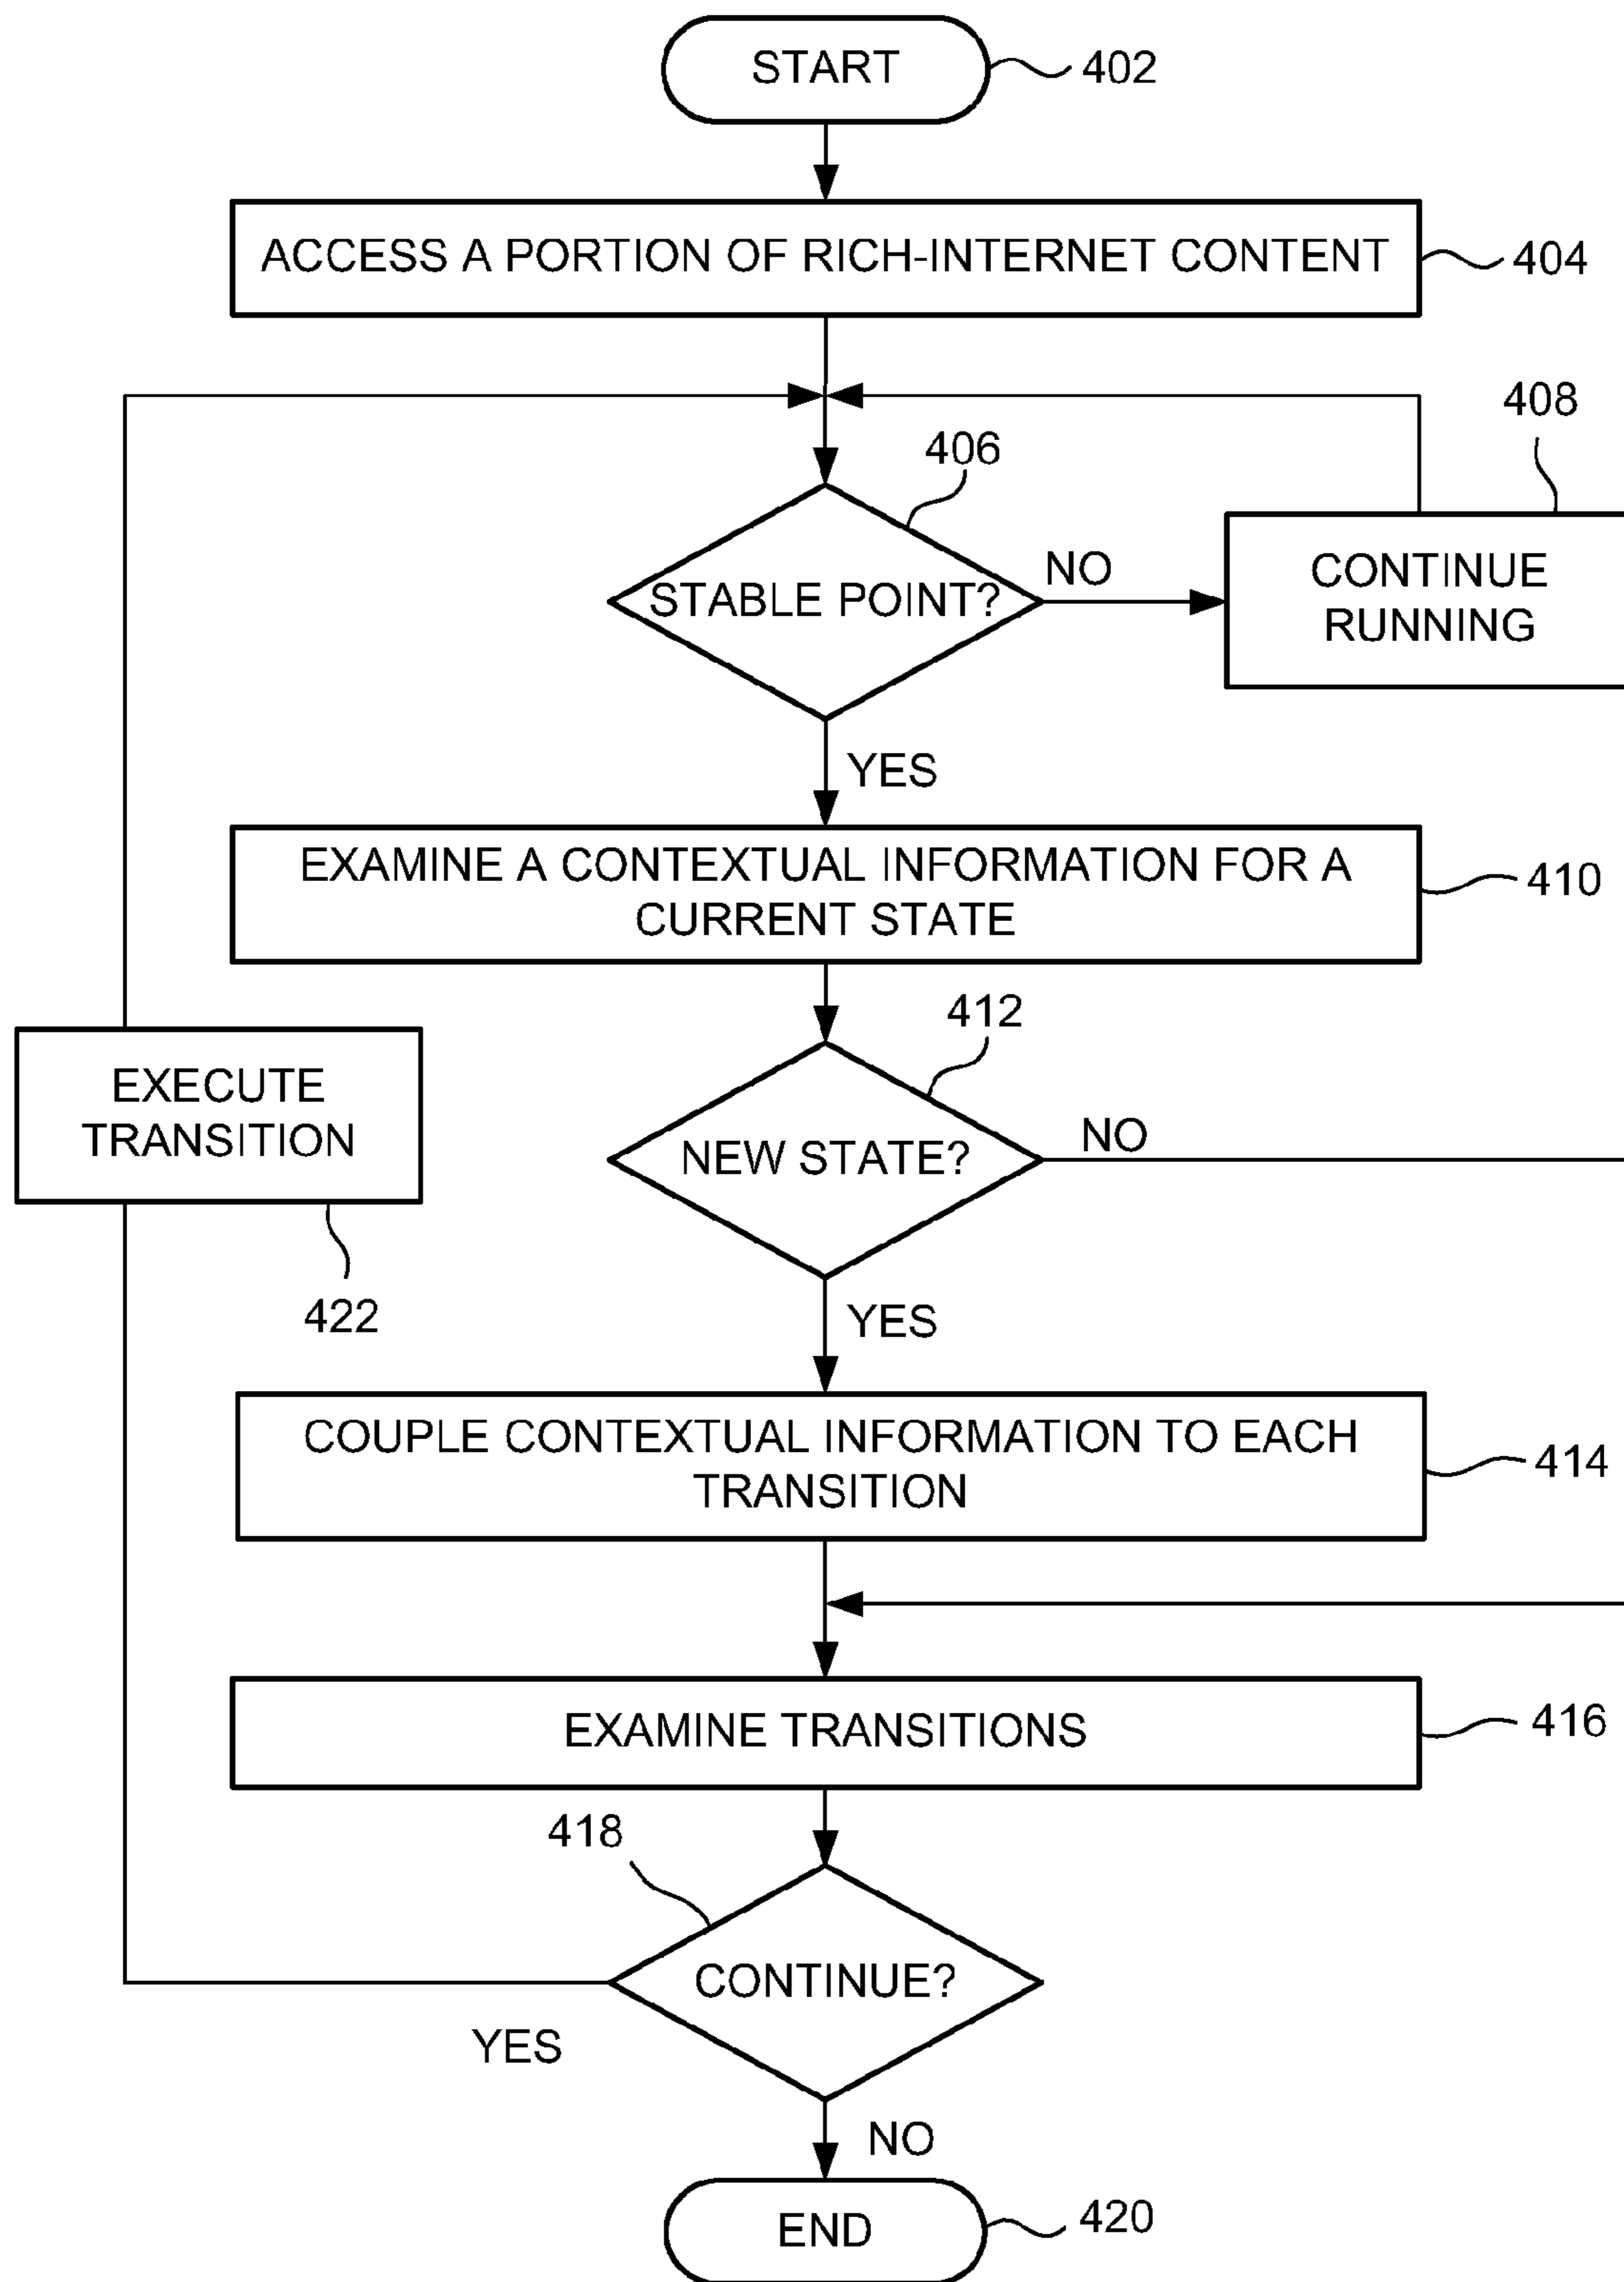 START
402
ACCESS A PORTION OF RICH-INTERNET CONTENT
404
408
406
STABLE POINT?
NO
CONTINUE
RUNNING
YES
EXAMINE A CONTEXTUAL INFORMATION FOR A
CURRENT STATE
410
412
EXECUTE
TRANSITION
NEW STATE?
NO
422
YES
COUPLE CONTEXTUAL INFORMATION TO EACH
TRANSITION
414
EXAMINE TRANSITIONS
416
418
CONTINUE?
YES
NO
END
420